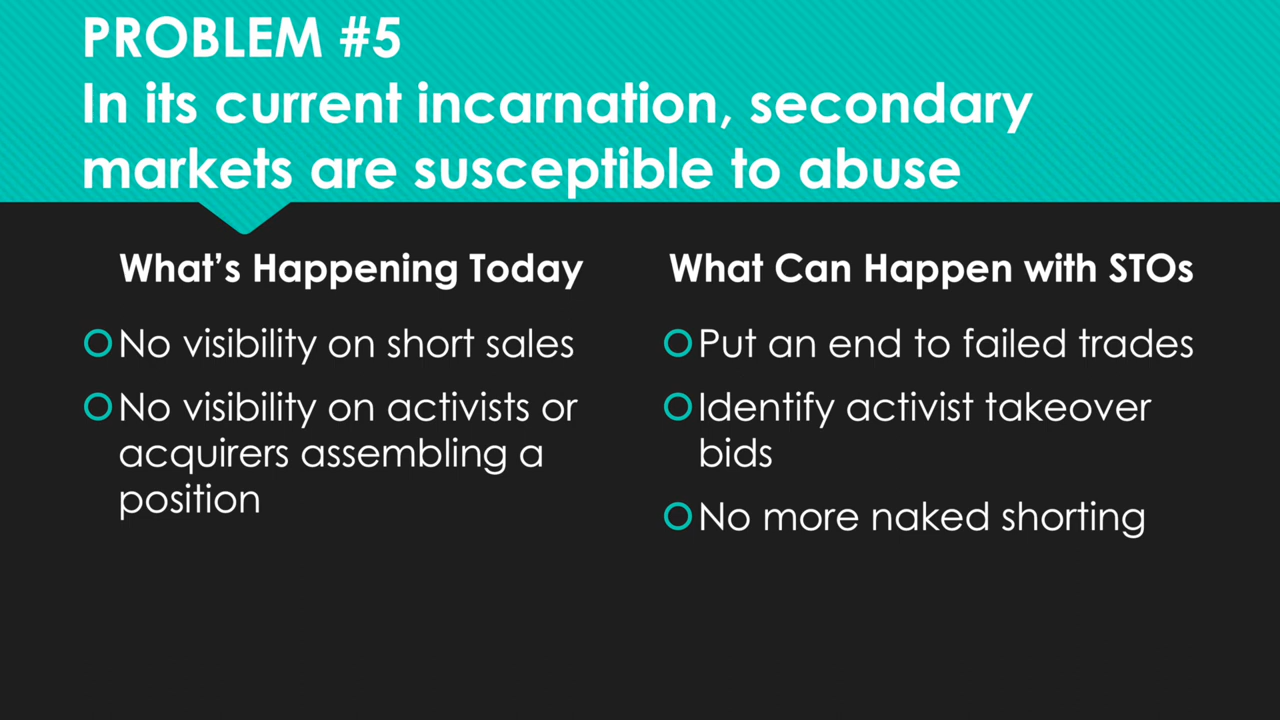 PROBLEM #5
In its current incarnation, secondary
markets are susceptible to abuse
What’s Happening Today
No visibility on short sales
No visibility on activists or
acquirers assembling a
position
What Can Happen with STOs
Put an end to failed trades
Identify activist takeover
bids
No more naked shorting